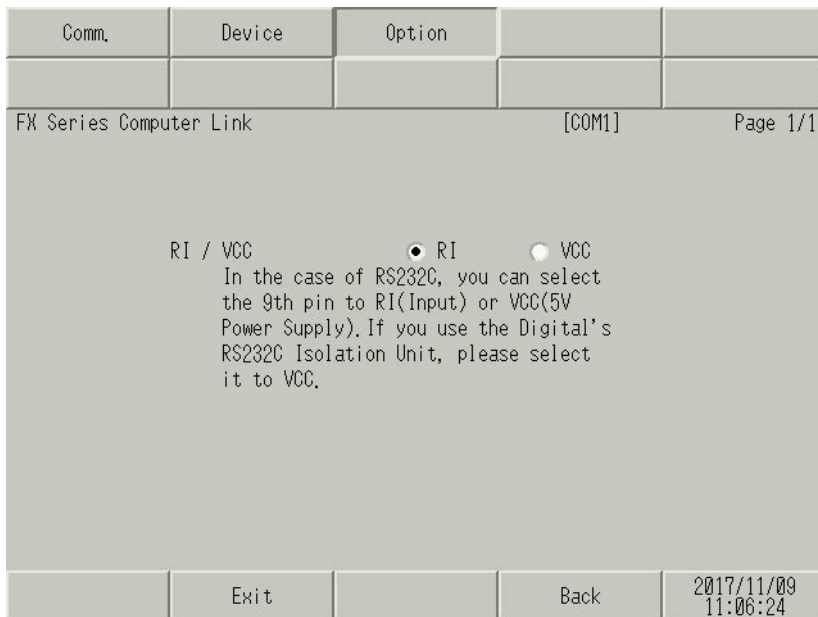 Comm. Device Option
FX Series Computer Link [COM1] Page 1/1
RI / VCC RI VCC
In the case of RS232C, you can select
the 9th pin to RI(Input) or VCC(5V
Power Supply).If you use the Digital's
RS232C Isolation Unit, please select
it to VCC.
Exit Back 2017/11/09
11:06:24